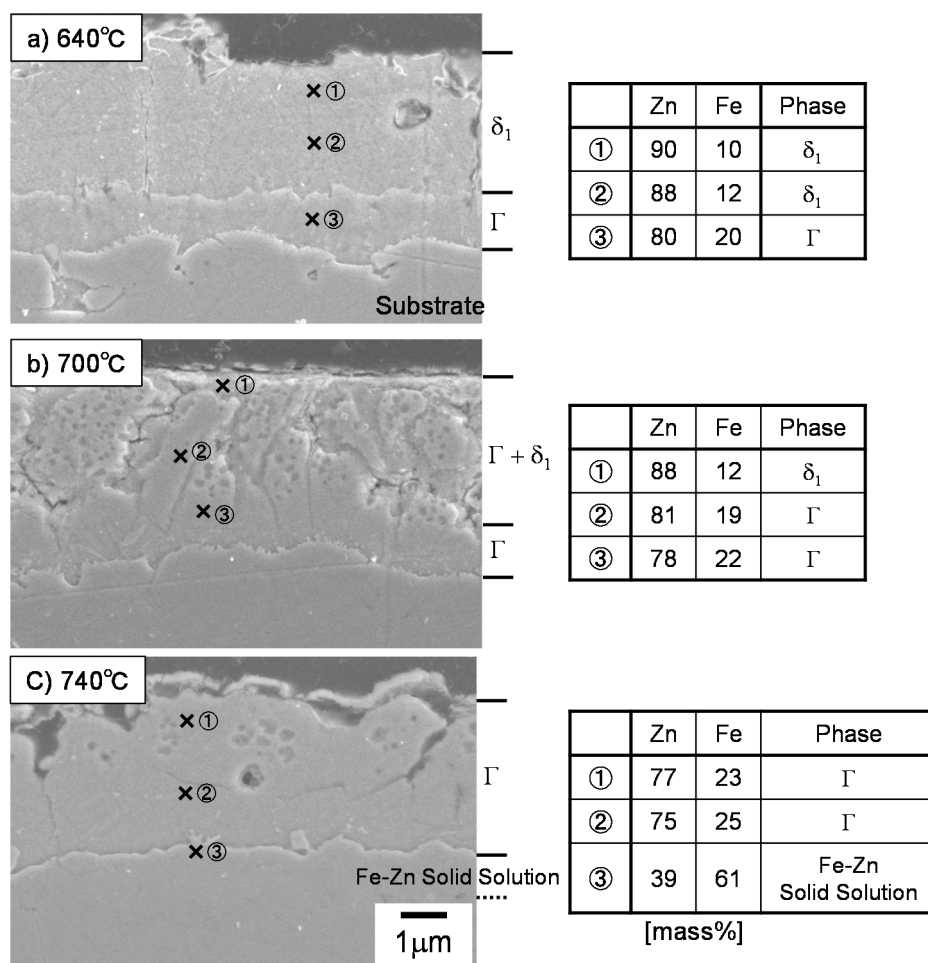 a) 640°C
×①
×②
×③
δ₁
Γ
Substrate
Zn Fe Phase
① 90 10 δ₁
② 88 12 δ₁
③ 80 20 Γ
b) 700°C
×①
×②
×③
Γ + δ₁
Γ
Zn Fe Phase
① 88 12 δ₁
② 81 19 Γ
③ 78 22 Γ
C) 740°C
×①
×②
×③
Γ
Fe-Zn Solid Solution
1μm
Zn Fe Phase
① 77 23 Γ
② 75 25 Γ
③ 39 61 Fe-Zn
Solid Solution
[mass%]